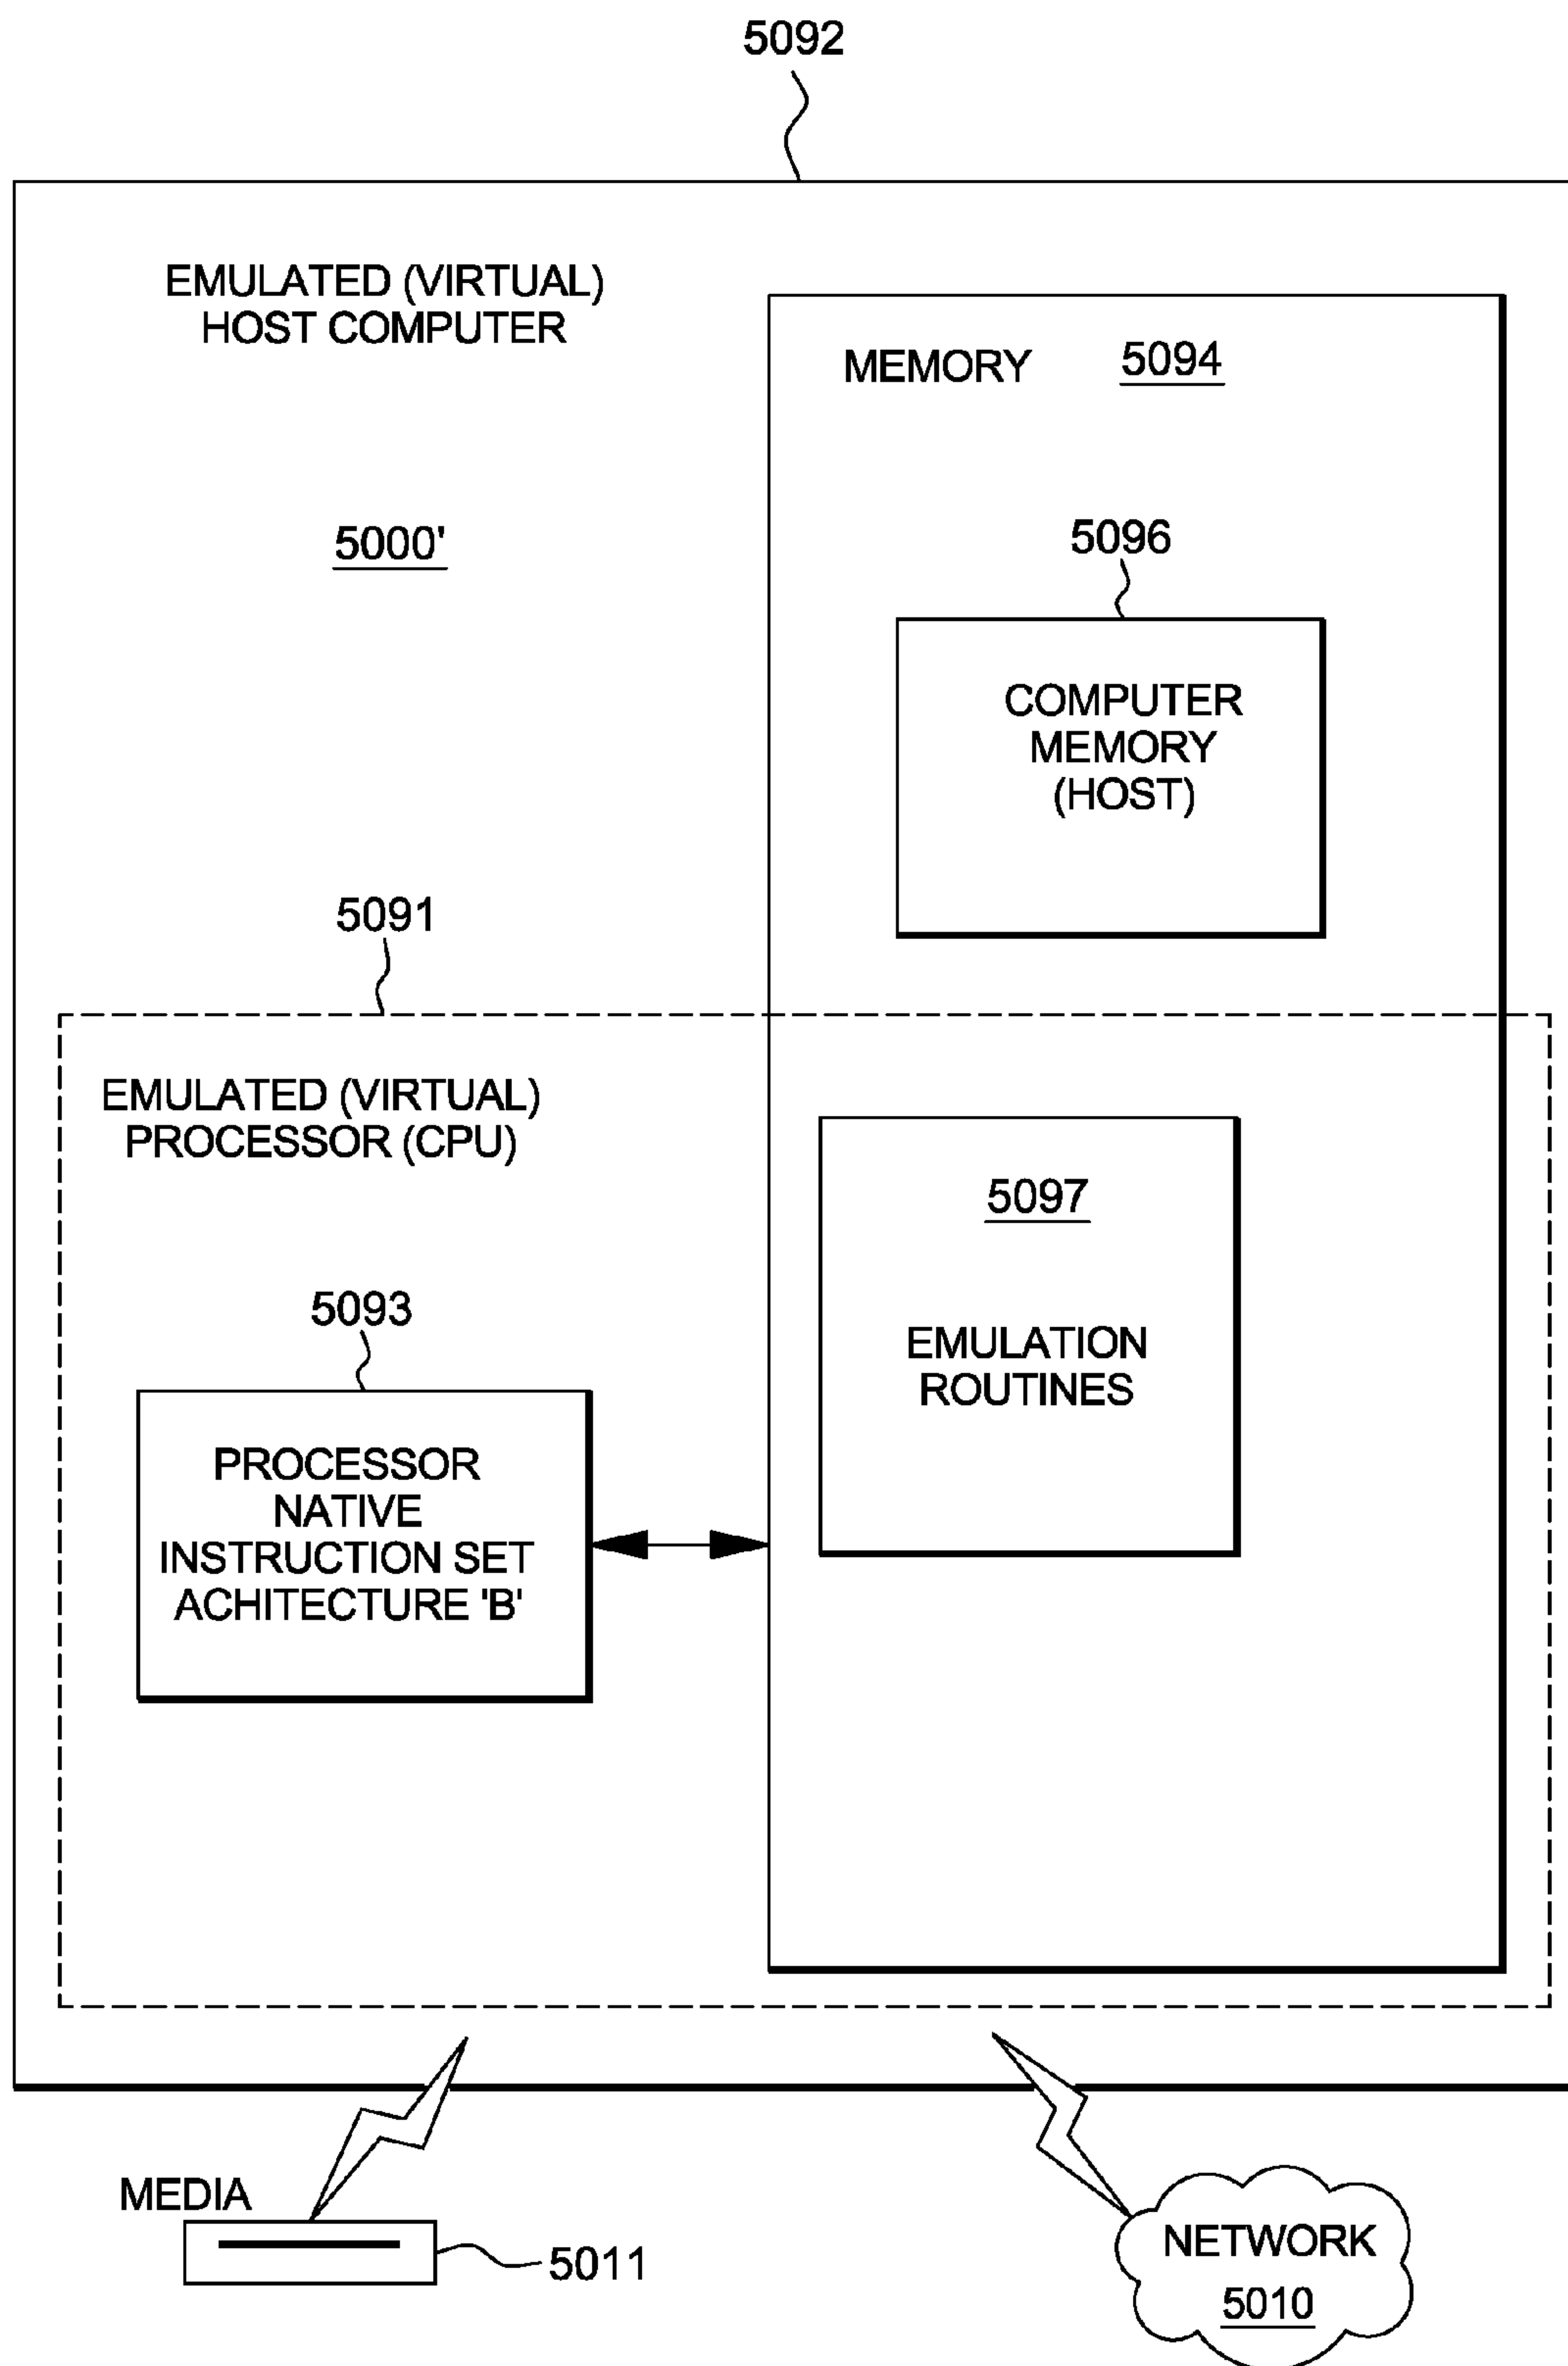 5092
EMULATED (VIRTUAL)
HOST COMPUTER
5000'
MEMORY 5094
5096
COMPUTER
MEMORY
(HOST)
5091
EMULATED (VIRTUAL)
PROCESSOR (CPU)
5097
EMULATION
ROUTINES
5093
PROCESSOR
NATIVE
INSTRUCTION SET
ACHITECTURE 'B'
MEDIA
5011
NETWORK
5010